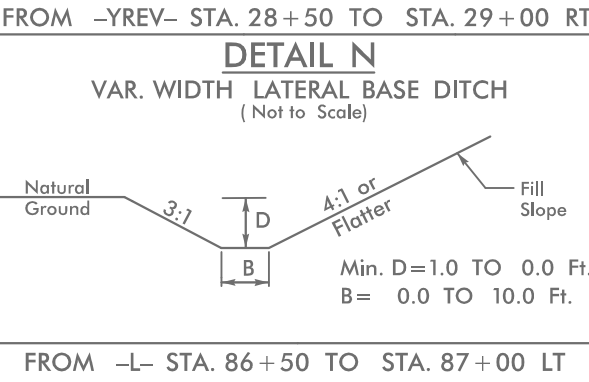 FROM –YREV– STA. 28+50 TO STA. 29+00 RT
DETAIL N
VAR. WIDTH LATERAL BASE DITCH
( Not to Scale)
Natural
Ground
3:1
D
B
4:1 or
Flatter
Fill
Slope
Min. D=1.0 TO 0.0 Ft.
B= 0.0 TO 10.0 Ft.
FROM –L– STA. 86+50 TO STA. 87+00 LT